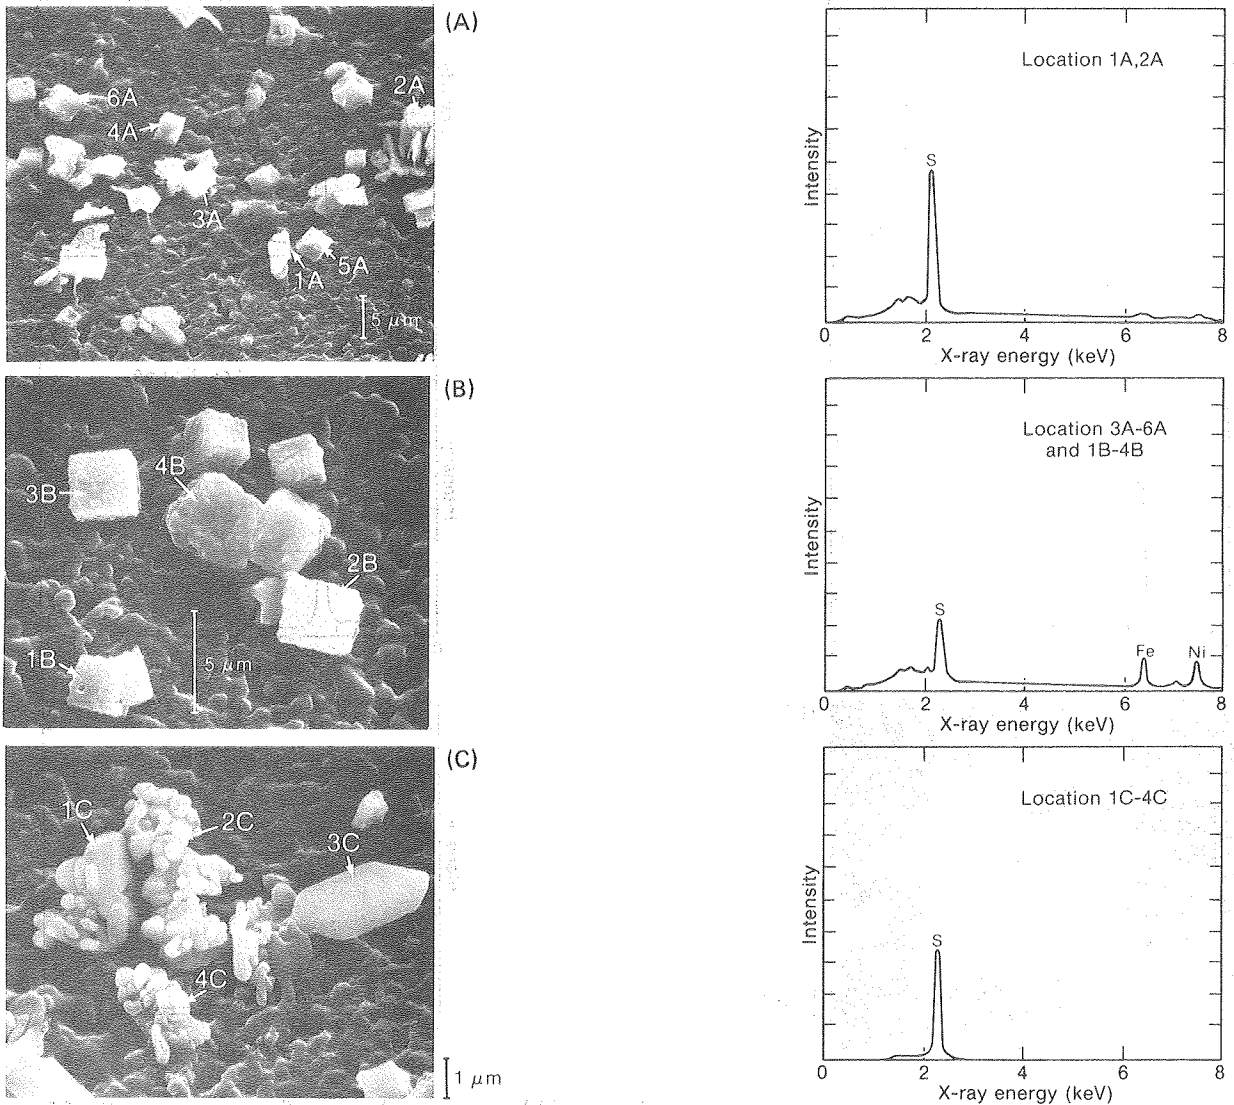 (A)
2A
6A
4A
3A
5A
1A
5 μm
Location 1A,2A
S
Intensity
0 2 4 6 8
X-ray energy (keV)
(B)
4B
3B
2B
1B
5 μm
Location 3A-6A
and 1B-4B
S
Fe Ni
Intensity
0 2 4 6 8
X-ray energy (keV)
(C)
1C
2C
3C
4C
1 μm
Location 1C-4C
S
Intensity
0 2 4 6 8
X-ray energy (keV)